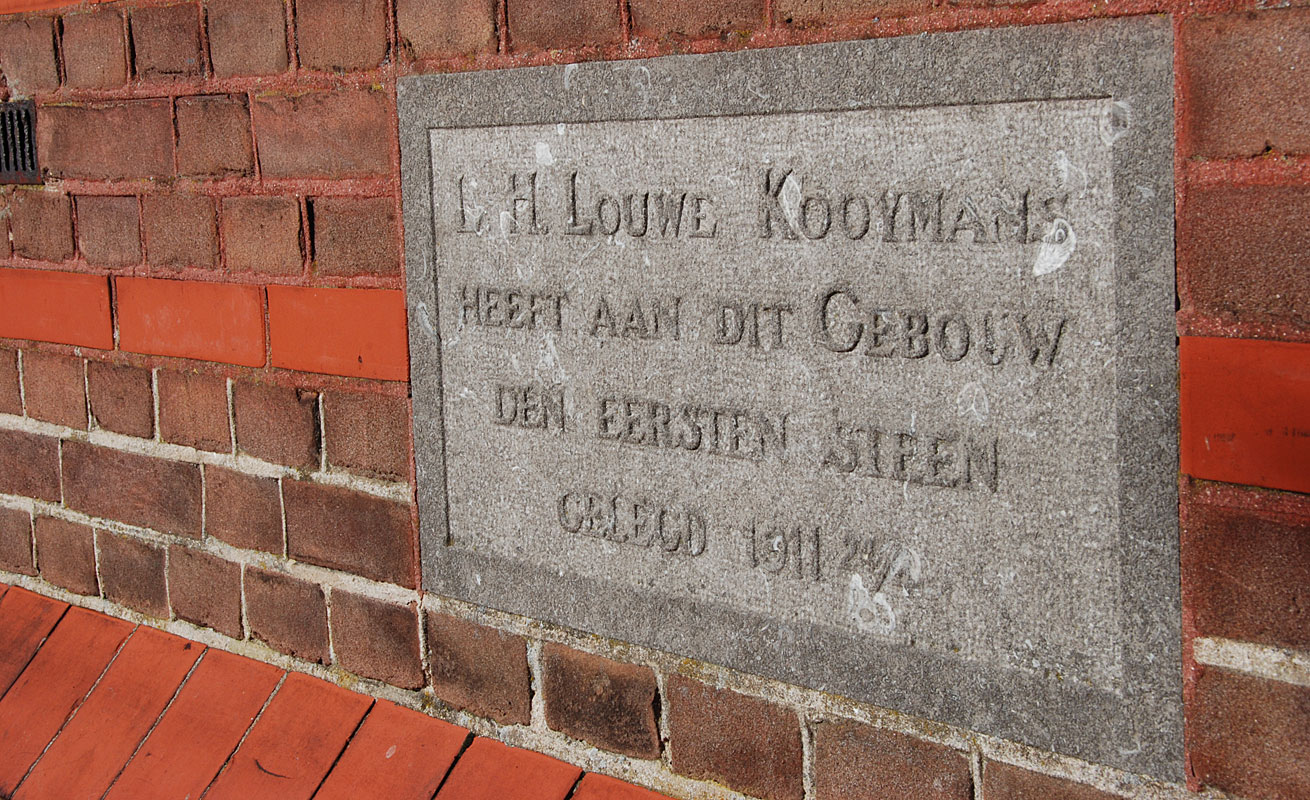 L. H. LOUWE KOOYMANS
HEEFT AAN DIT GEBOUW
DEN EERSTEN STEEN
GELEGD 1911